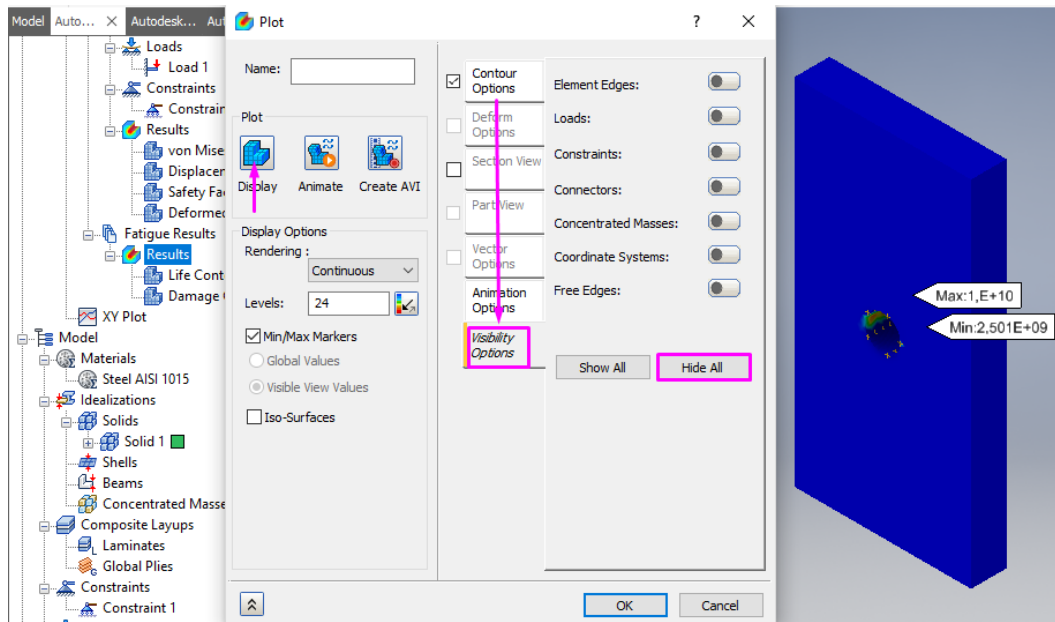 Model
Auto...
Autodesk...
Aut
Loads
Load 1
Constraints
Constrain
Results
von Mise
Displacen
Safety Fa
Deformed
Fatigue Results
Results
Life Cont
Damage
XY Plot
Model
Materials
Steel AISI 1015
Idealizations
Solids
Solid 1
Shells
Beams
Concentrated Masse
Composite Layups
Laminates
Global Plies
Constraints
Constraint 1
Plot
?
Name:
Plot
Display
Animate
Create AVI
Display Options
Rendering :
Continuous
Levels:
24
Min/Max Markers
Global Values
Visible View Values
Iso-Surfaces
Contour
Options
Deform
Options
Section View
Part View
Vector
Options
Animation
Options
Visibility
Options
Element Edges:
Loads:
Constraints:
Connectors:
Concentrated Masses:
Coordinate Systems:
Free Edges:
Show All
Hide All
OK
Cancel
Max:1,E+10
Min:2,501E+09